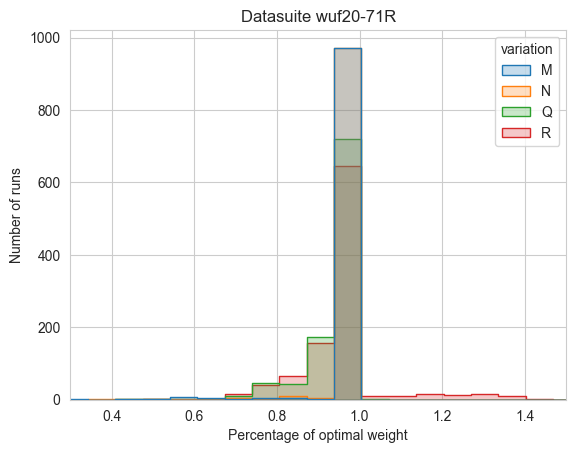 Datasuite wuf20-71R
variation
M
N
Q
R
Number of runs
1000
800
600
400
200
0
0.4 0.6 0.8 1.0 1.2 1.4
Percentage of optimal weight